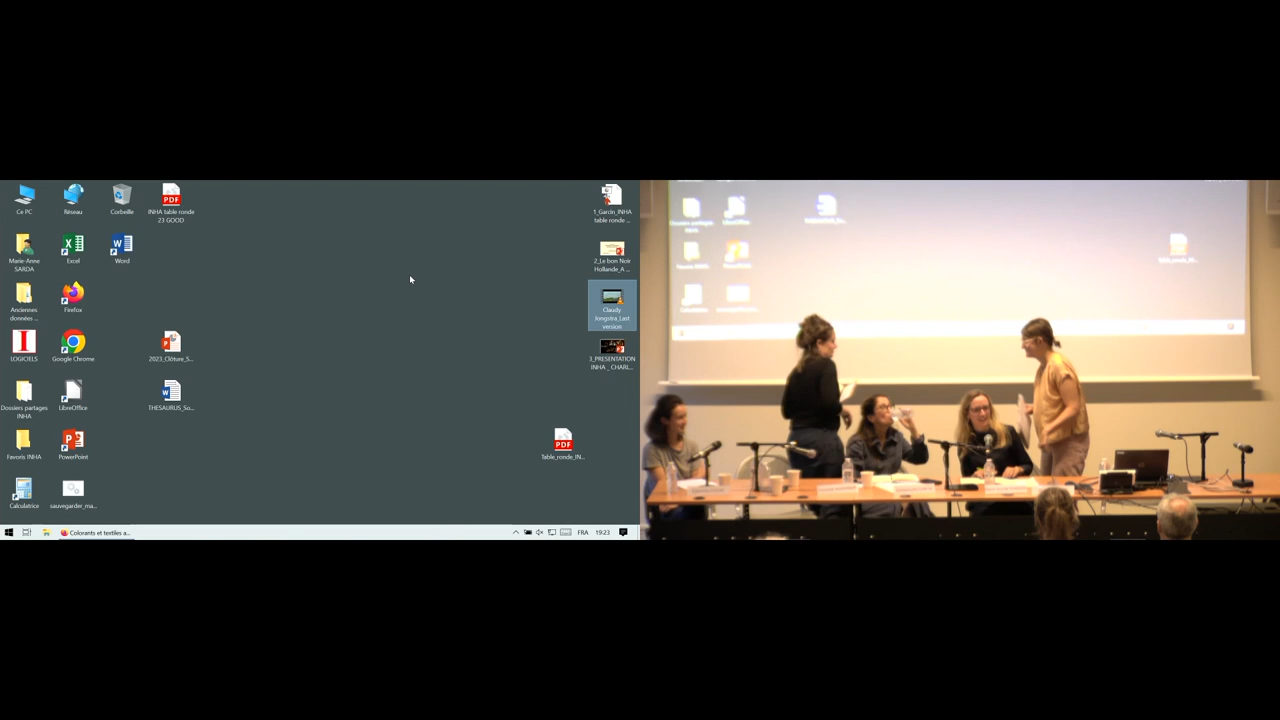 Ce PC
Réseau
Corbeille
INHA table ronde
23 GOOD
1_Garcin_INHA
table ronde ...
Marie-Anne
SARDA
Excel
Word
2_Le bon Noir
Hollande_A ...
Anciennes
données ...
Firefox
Claudy
Jongstra_Last
version
LOGICIELS
Google Chrome
2023_Clôture_S...
3_PRESENTATION
INHA _ CHARL...
Dossiers partages
INHA
LibreOffice
THESAURUS_So...
Favoris INHA
PowerPoint
Table_ronde_IN...
Calculatrice
sauvegarder_ma...
Colorants et textiles a...
FRA
19:23